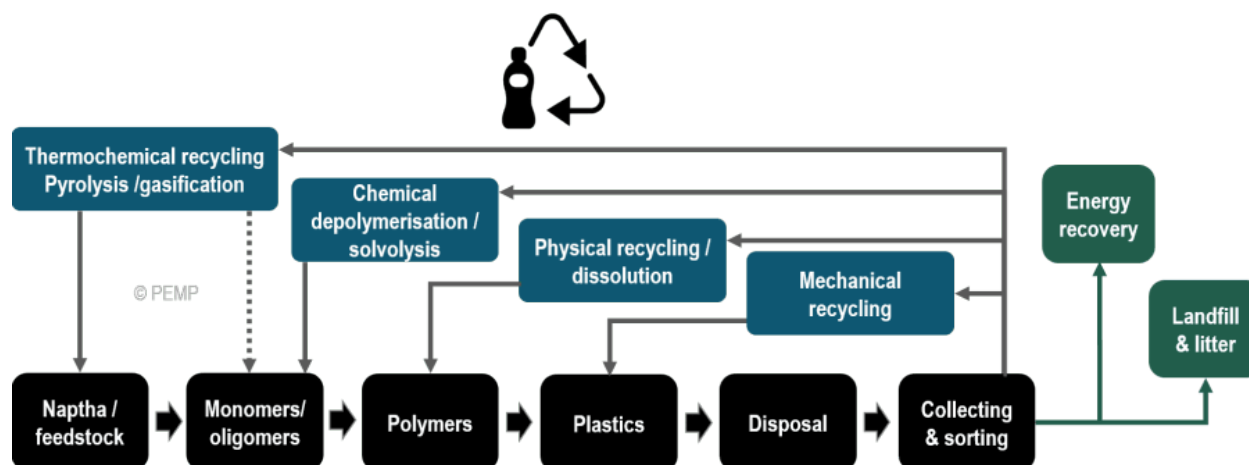 Thermochemical recycling
Pyrolysis /gasification
Chemical
depolymerisation /
solvolysis
Physical recycling /
dissolution
Mechanical
recycling
Energy
recovery
Landfill
& litter
© PEMP
Naptha /
feedstock
Monomers/
oligomers
Polymers
Plastics
Disposal
Collecting
& sorting